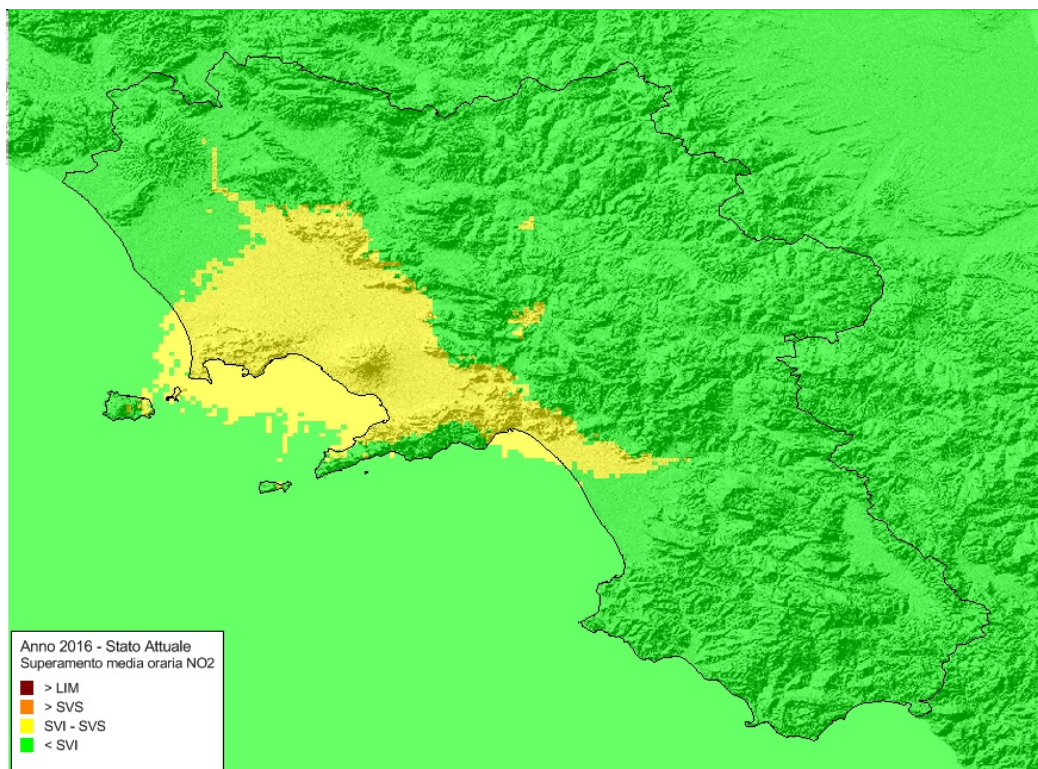 Anno 2016 - Stato Attuale
Superamento media oraria NO2
> LIM
> SVS
SVI - SVS
< SVI